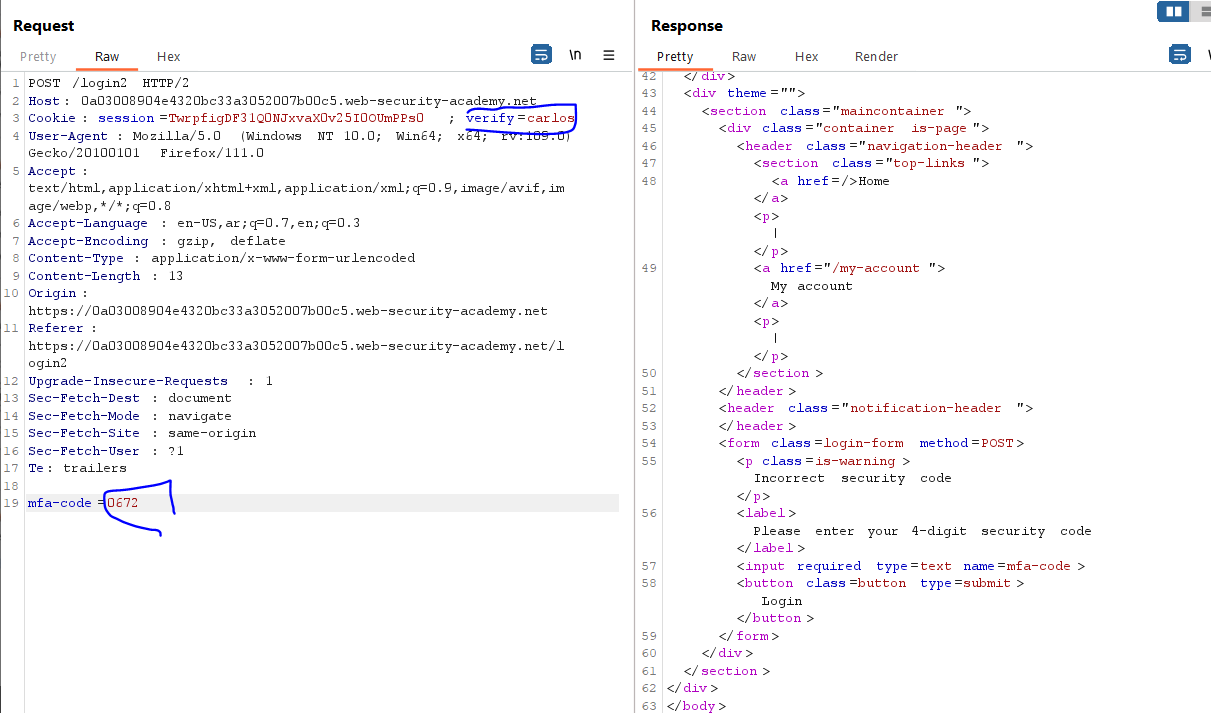 Request
Pretty Raw Hex
\n
1 POST /login2 HTTP/2
2 Host: 0a03008904e4320bc33a3052007b00c5.web-security-academy.net
3 Cookie: session=TwrpfigDF31Q0NJxvaX0v25IOOUmPPsO ; verify=carlos
4 User-Agent: Mozilla/5.0 (Windows NT 10.0; Win64; x64; rv:109.0)
Gecko/20100101 Firefox/111.0
5 Accept:
text/html,application/xhtml+xml,application/xml;q=0.9,image/avif,im
age/webp,*/*;q=0.8
6 Accept-Language: en-US,ar;q=0.7,en;q=0.3
7 Accept-Encoding: gzip, deflate
8 Content-Type: application/x-www-form-urlencoded
9 Content-Length: 13
10 Origin:
https://0a03008904e4320bc33a3052007b00c5.web-security-academy.net
11 Referer:
https://0a03008904e4320bc33a3052007b00c5.web-security-academy.net/l
ogin2
12 Upgrade-Insecure-Requests: 1
13 Sec-Fetch-Dest: document
14 Sec-Fetch-Mode: navigate
15 Sec-Fetch-Site: same-origin
16 Sec-Fetch-User: ?1
17 Te: trailers
18
19 mfa-code=0672
Response
Pretty Raw Hex Render
42 </div>
43 <div theme="">
44 <section class="maincontainer">
45 <div class="container is-page">
46 <header class="navigation-header">
47 <section class="top-links">
48 <a href=/>Home
</a>
<p>
|
</p>
49 <a href="/my-account">
My account
</a>
<p>
|
</p>
50 </section>
51 </header>
52 <header class="notification-header">
53 </header>
54 <form class=login-form method=POST>
55 <p class=is-warning>
Incorrect security code
</p>
56 <label>
Please enter your 4-digit security code
</label>
57 <input required type=text name=mfa-code>
58 <button class=button type=submit>
Login
</button>
59 </form>
60 </div>
61 </section>
62 </div>
63 </body>